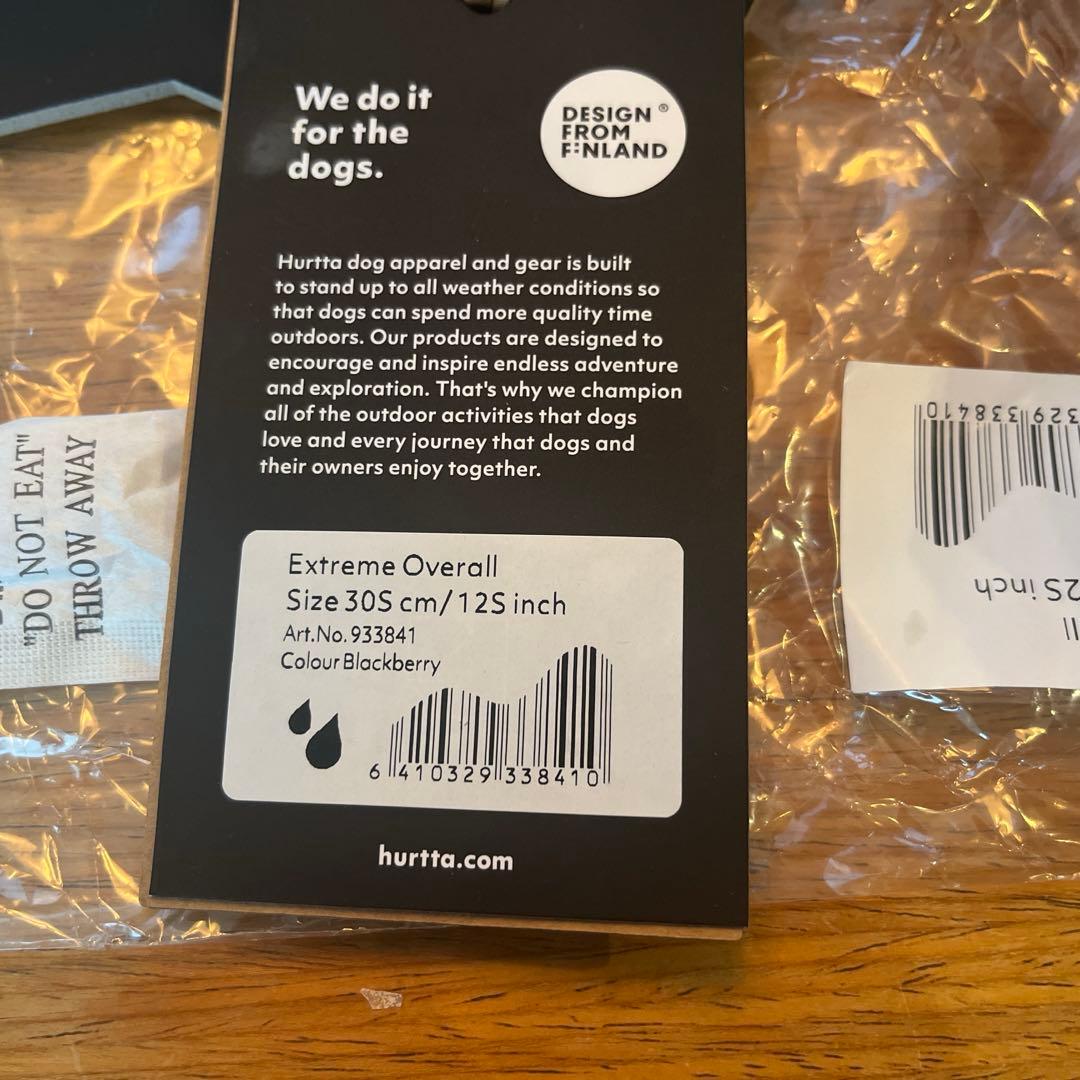 We do it
for the
dogs.
DESIGN ®
FROM
FINLAND
Hurtta dog apparel and gear is built
to stand up to all weather conditions so
that dogs can spend more quality time
outdoors. Our products are designed to
encourage and inspire endless adventure
and exploration. That's why we champion
all of the outdoor activities that dogs
love and every journey that dogs and
their owners enjoy together.
Extreme Overall
Size 30S cm/12S inch
Art.No. 933841
Colour Blackberry
6 410329 338410
hurtta.com
"DO NOT EAT"
THROW AWAY
329 338410
2S inch
ll